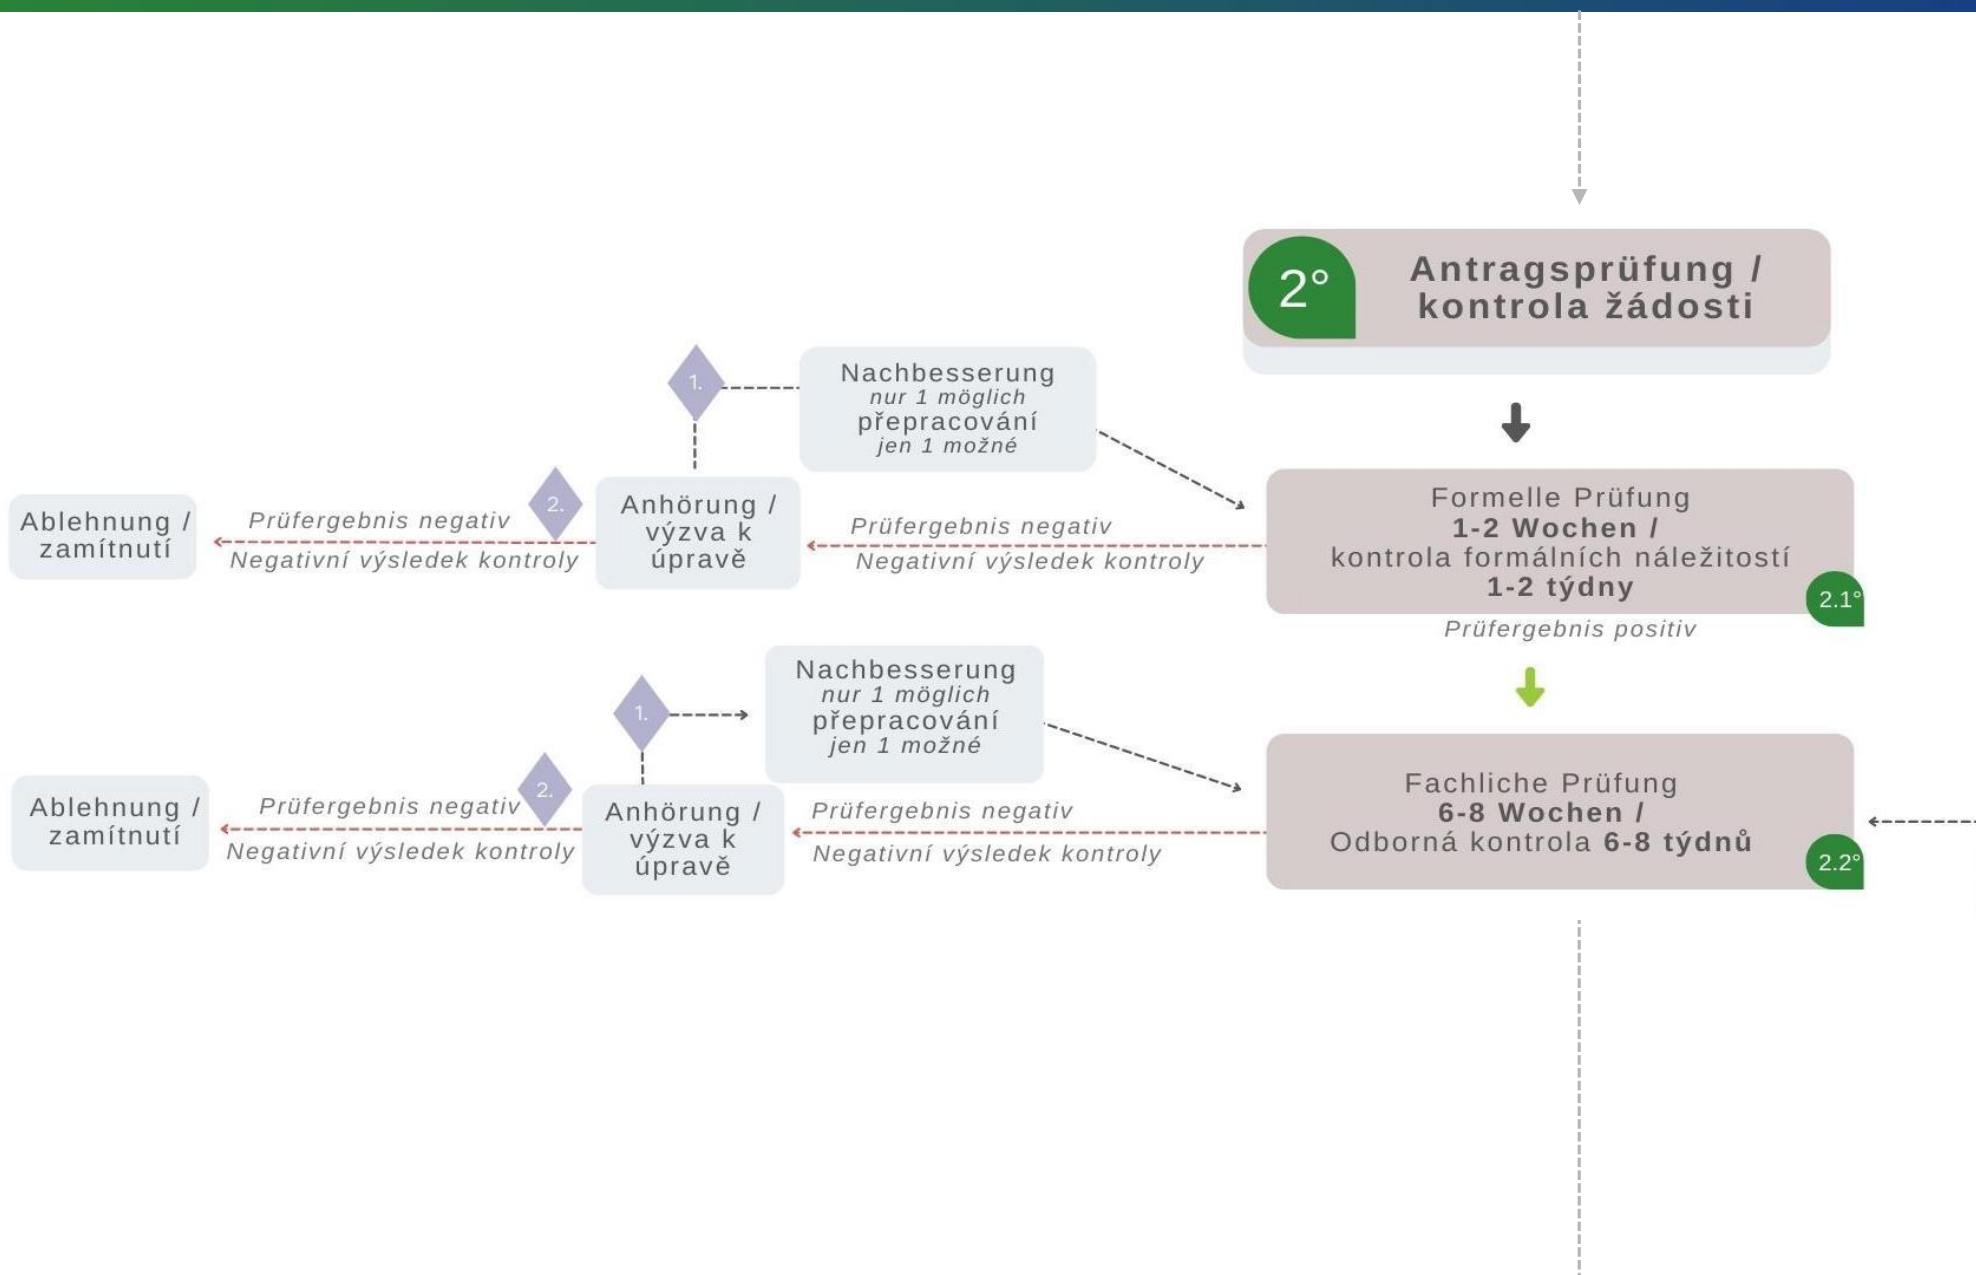 2°
Antragsprüfung /
kontrola žádosti
1.
Nachbesserung
nur 1 möglich
přepracování
jen 1 možné
Ablehnung /
zamítnutí
Prüfergebnis negativ
Negativní výsledek kontroly
2.
Anhörung /
výzva k
úpravě
Prüfergebnis negativ
Negativní výsledek kontroly
Formelle Prüfung
1-2 Wochen /
kontrola formálních náležitostí
1-2 týdny
2.1°
Prüfergebnis positiv
1.
Nachbesserung
nur 1 möglich
přepracování
jen 1 možné
Ablehnung /
zamítnutí
Prüfergebnis negativ
Negativní výsledek kontroly
2.
Anhörung /
výzva k
úpravě
Prüfergebnis negativ
Negativní výsledek kontroly
Fachliche Prüfung
6-8 Wochen /
Odborná kontrola 6-8 týdnů
2.2°